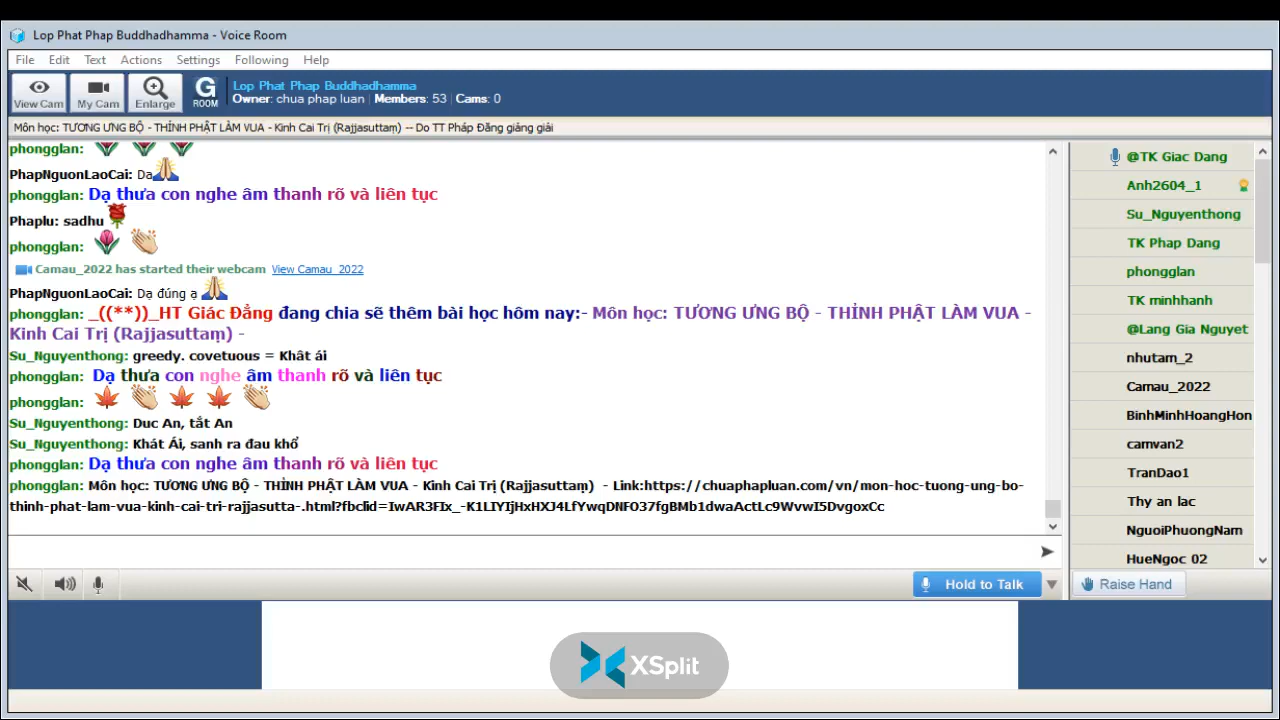 Lop Phat Phap Buddhadhamma - Voice Room
File Edit Text Actions Settings Following Help
View Cam My Cam Enlarge G ROOM
Lop Phat Phap Buddhadhamma
Owner: chua phap luan | Members: 53 | Cams: 0
Môn học: TƯƠNG ƯNG BỘ - THỈNH PHẬT LÀM VUA - Kinh Cai Trị (Rajjasuttaṃ) -- Do TT Pháp Đăng giảng giải
phongglan:
PhapNguonLaoCai: Da
phongglan: Dạ thưa con nghe âm thanh rõ và liên tục
Phaplu: sadhu
phongglan:
Camau_2022 has started their webcam View Camau_2022
PhapNguonLaoCai: Dạ đúng ạ
phongglan: _((**))_HT Giác Đẳng đang chia sẽ thêm bài học hôm nay:- Môn học: TƯƠNG ƯNG BỘ - THỈNH PHẬT LÀM VUA -
Kinh Cai Trị (Rajjasuttaṃ) -
Su_Nguyenthong: greedy. covetuous = Khât ái
phongglan: Dạ thưa con nghe âm thanh rõ và liên tục
phongglan:
Su_Nguyenthong: Duc An, tắt An
Su_Nguyenthong: Khát Ái, sanh ra đau khổ
phongglan: Dạ thưa con nghe âm thanh rõ và liên tục
phongglan: Môn học: TƯƠNG ƯNG BỘ - THỈNH PHẬT LÀM VUA - Kinh Cai Trị (Rajjasuttaṃ) - Link:https://chuaphapluan.com/vn/mon-hoc-tuong-ung-bo-
thinh-phat-lam-vua-kinh-cai-tri-rajjasutta-.html?fbclid=IwAR3FIx_-K1LIYIjHxHXJ4LfYwqDNFO37fgBMb1dwaActLc9WvwI5DvgoxCc
@TK Giac Dang
Anh2604_1
Su_Nguyenthong
TK Phap Dang
phongglan
TK minhhanh
@Lang Gia Nguyet
nhutam_2
Camau_2022
BinhMinhHoangHon
camvan2
TranDao1
Thy an lac
NguoiPhuongNam
HueNgoc 02
Hold to Talk
Raise Hand
XSplit